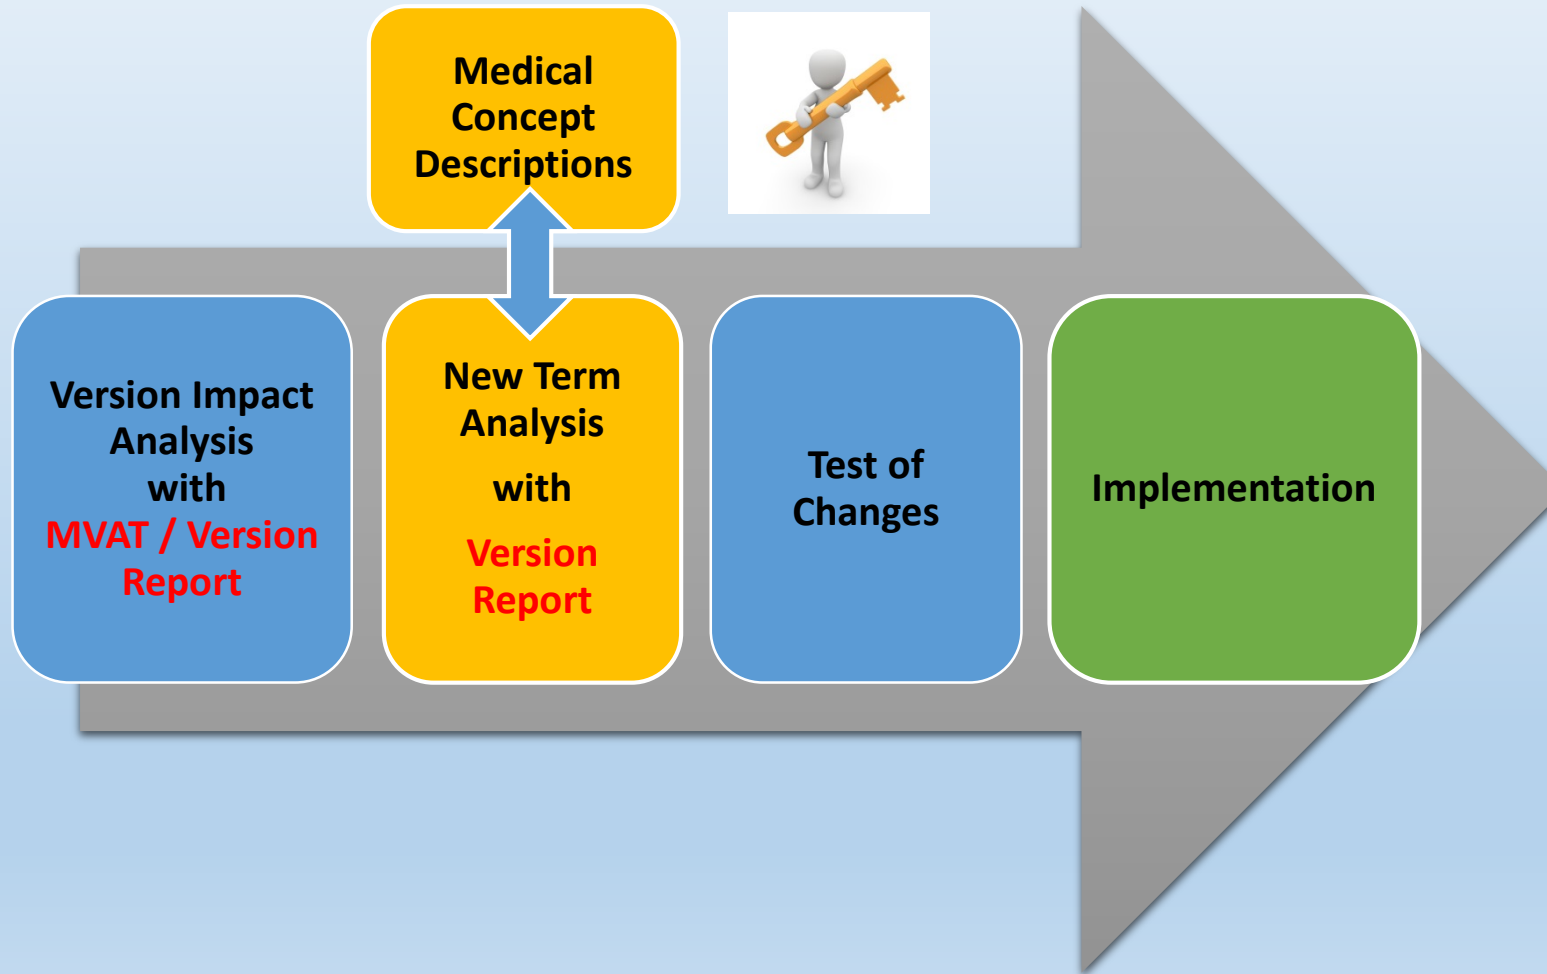 Medical
Concept
Descriptions
Version Impact
Analysis
with
MVAT / Version
Report
New Term
Analysis
with
Version
Report
Test of
Changes
Implementation